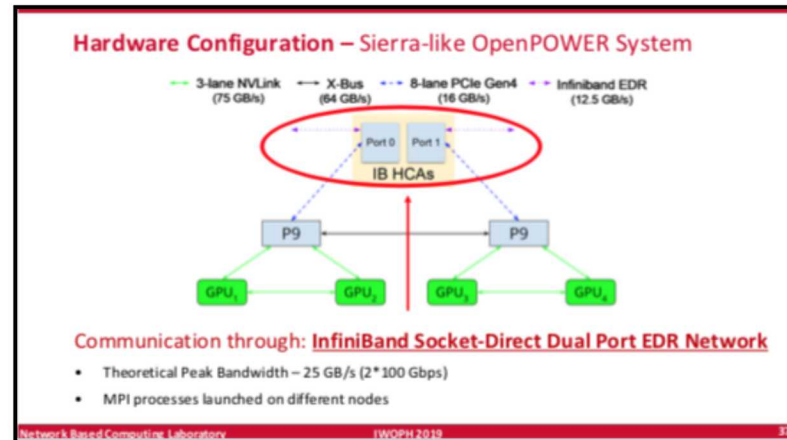 Hardware Configuration – Sierra-like OpenPOWER System
3-lane NVLink X-Bus 8-lane PCIe Gen4 Infiniband EDR
(75 GB/s) (64 GB/s) (16 GB/s) (12.5 GB/s)
Port 0 Port 1
IB HCAs
P9 P9
GPU₁ GPU₂ GPU₃ GPU₄
Communication through: InfiniBand Socket-Direct Dual Port EDR Network
• Theoretical Peak Bandwidth – 25 GB/s (2*100 Gbps)
• MPI processes launched on different nodes
Network Based Computing Laboratory IWOPH 2019